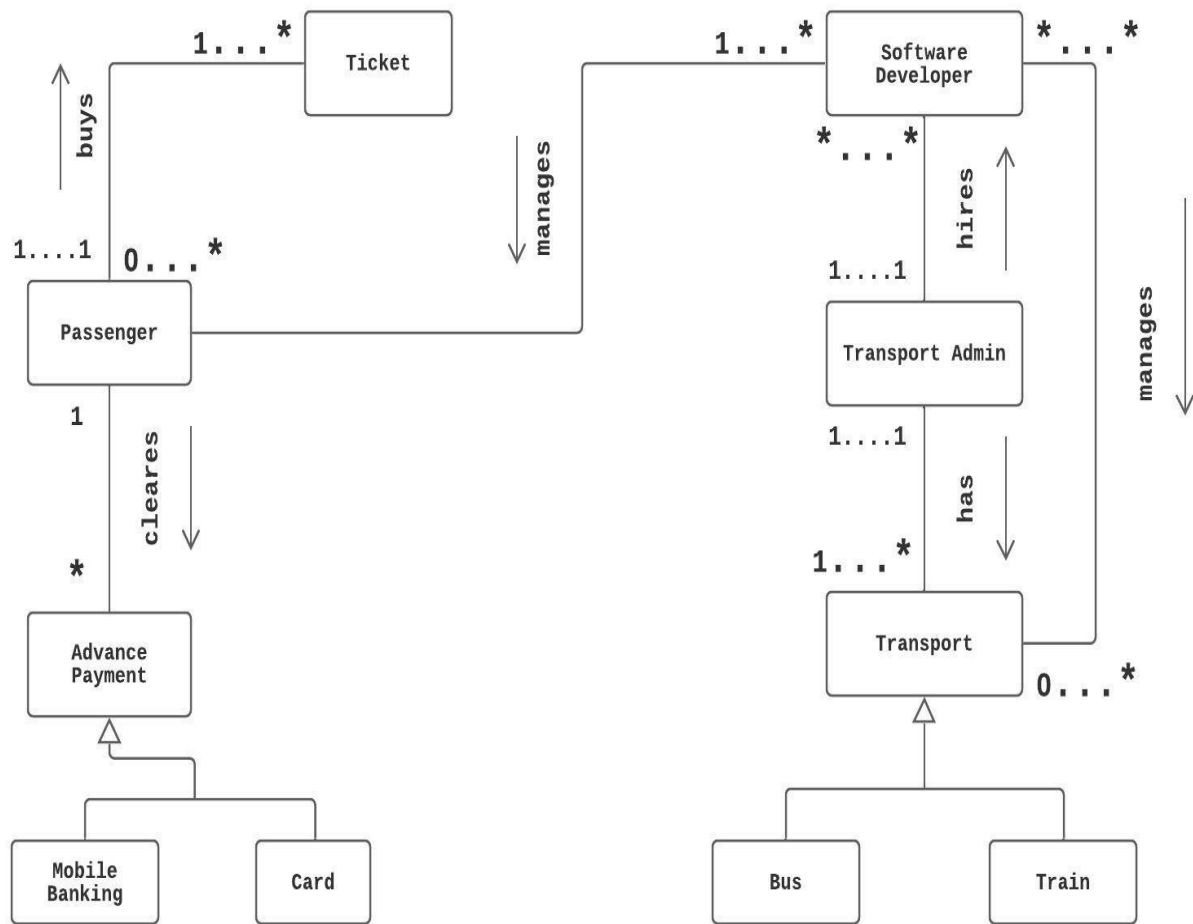 1...*
Ticket
1...*
Software
Developer
*...*
buys
manages
*...*
hires
1....1
0...*
1....1
manages
Passenger
Transport Admin
1
1....1
cleares
has
*
1...*
Advance
Payment
Transport
0...*
Mobile
Banking
Card
Bus
Train